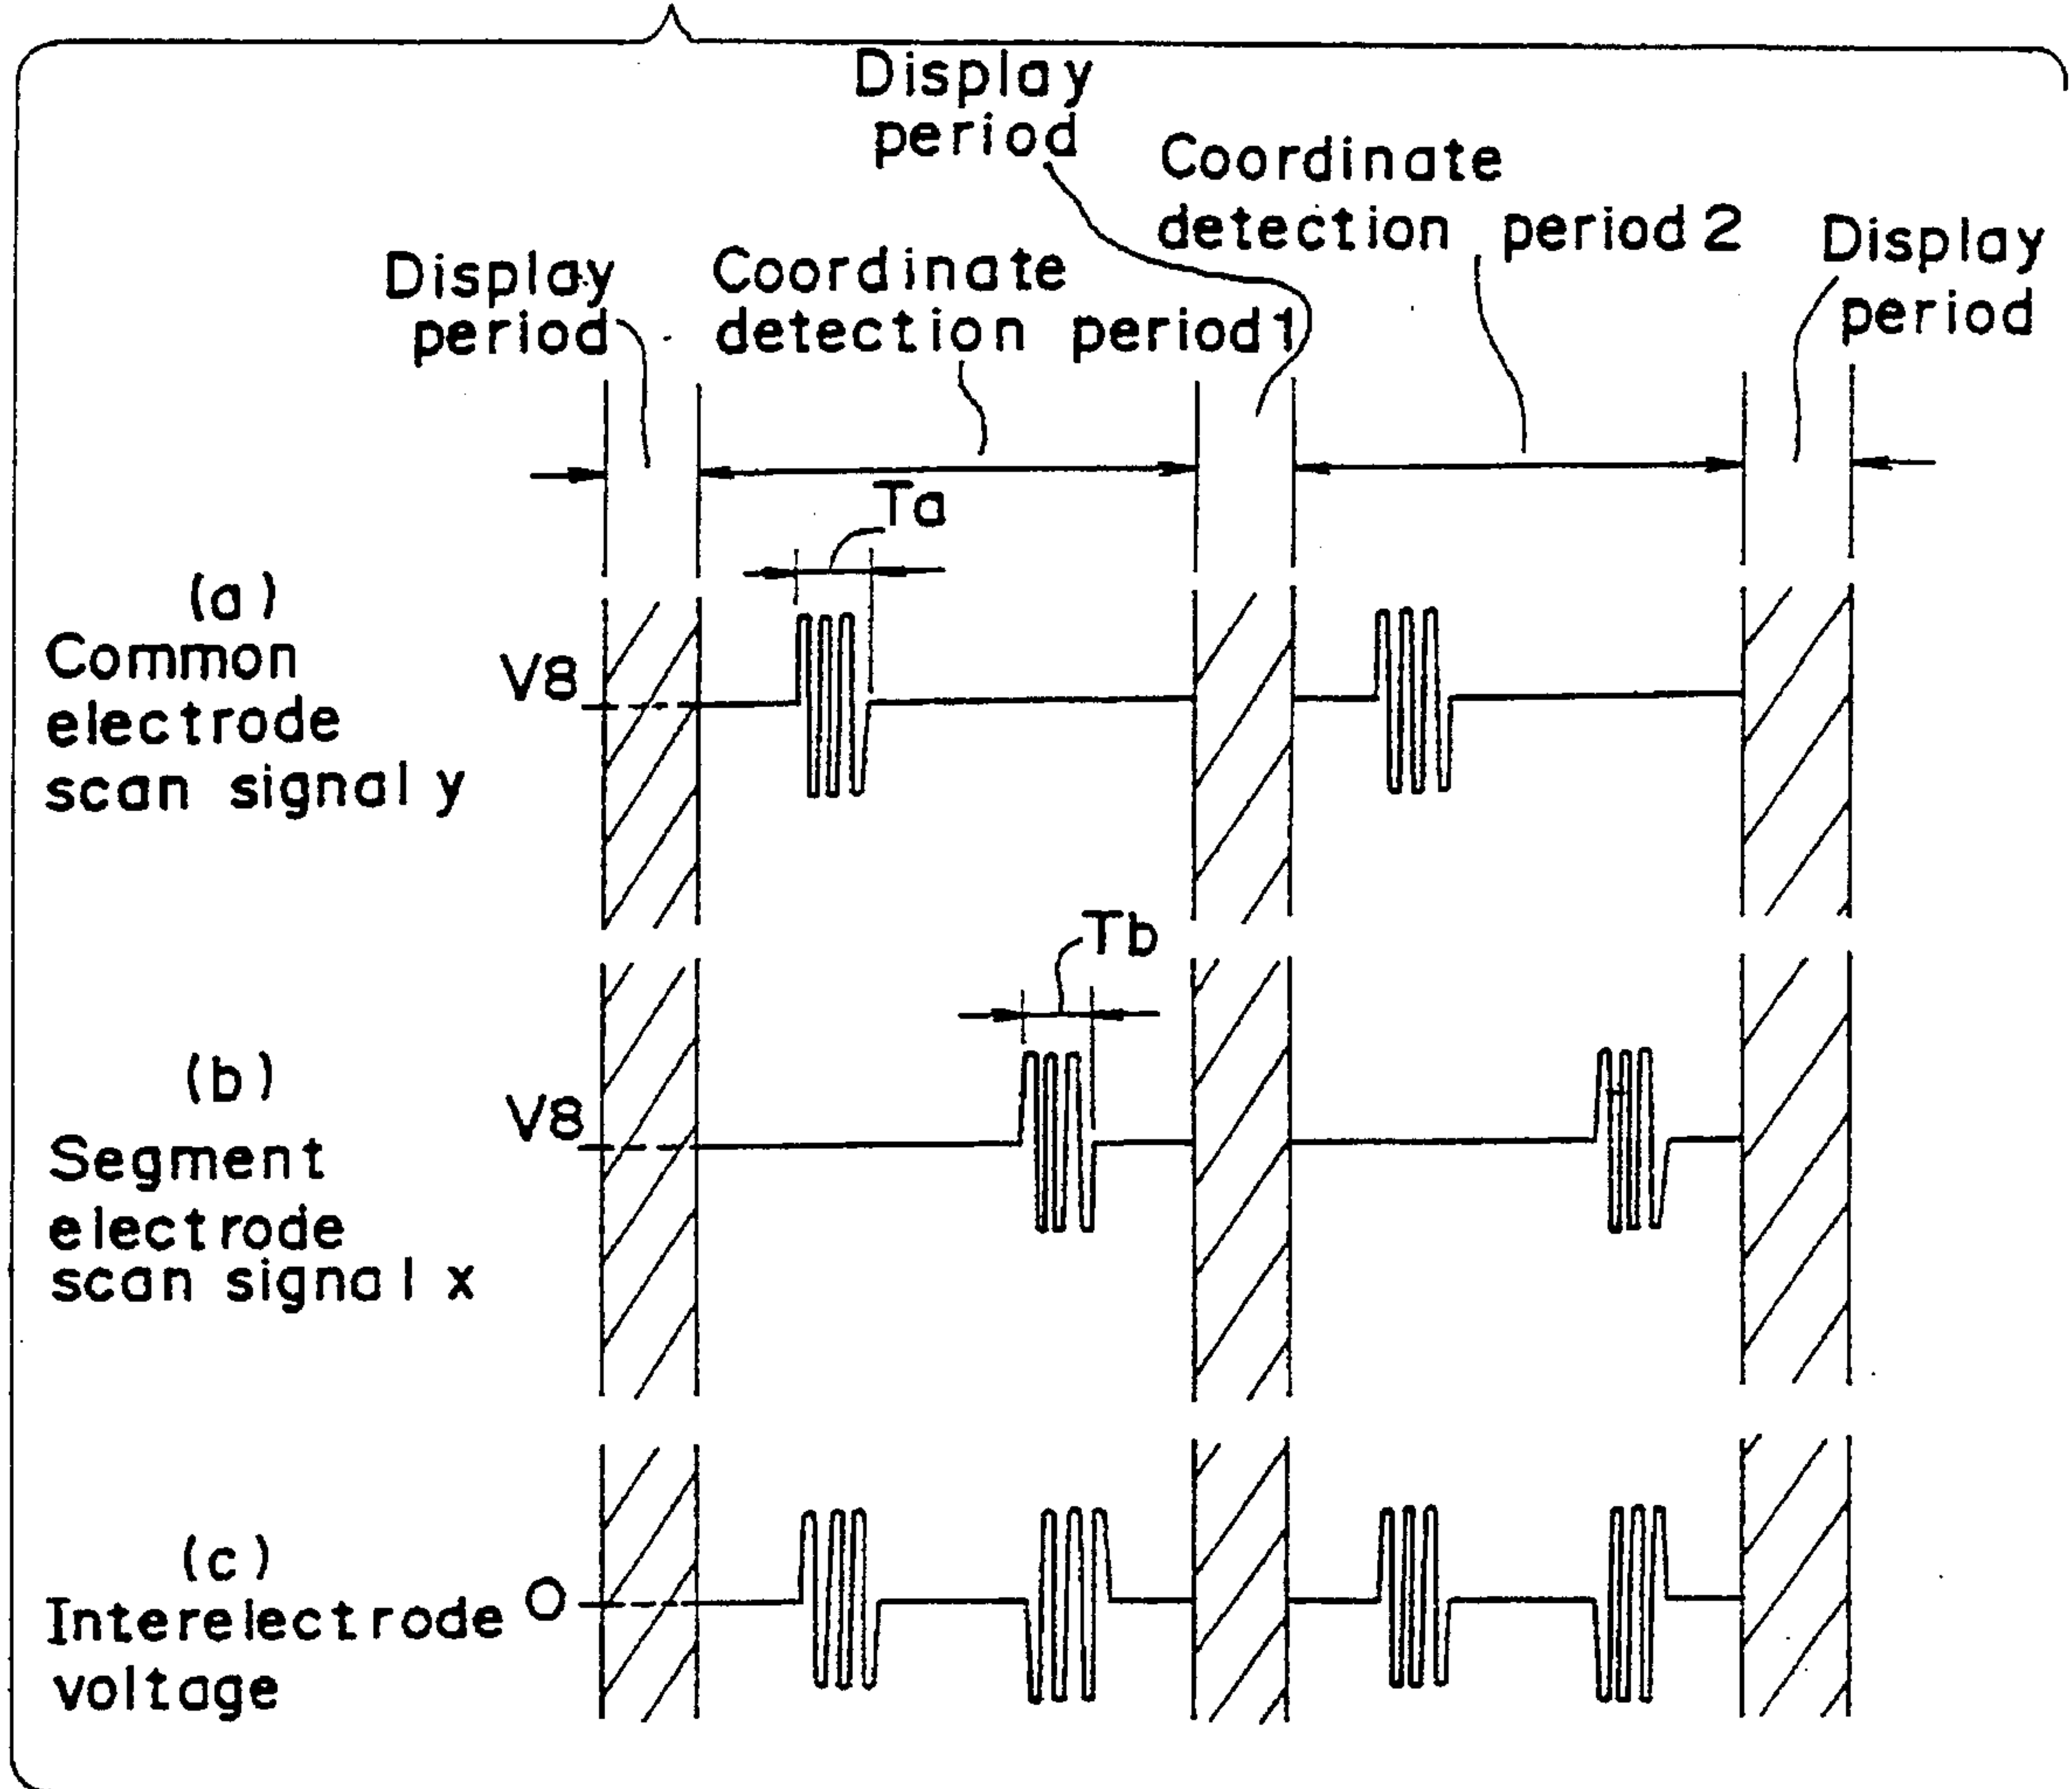 Display
period
Coordinate
detection period 2
Display
period
Display
period
Coordinate
detection period 1
Ta
(a)
Common
electrode
scan signal y
V8
Tb
(b)
Segment
electrode
scan signal x
V8
(c)
Interelectrode
voltage
0